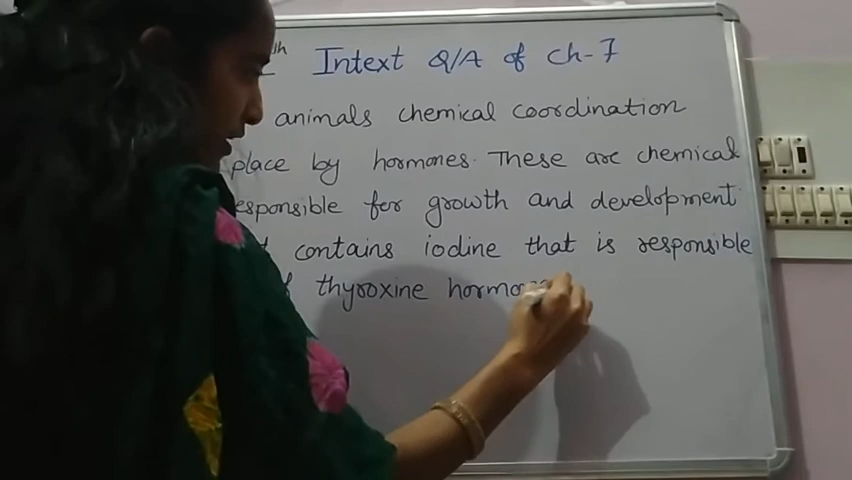 th Intext Q/A of Ch-7
animals chemical coordination
place by hormones. These are chemical
esponsible for growth and development
contains iodine that is responsible
thyroxine hormo